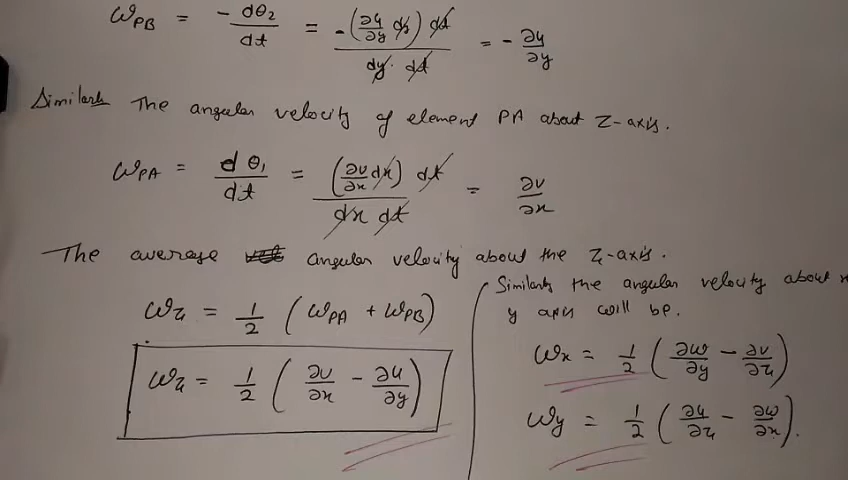 ω_PB = - dθ₂/dt = -(∂u/∂y dy) dt / dy · dt = - ∂u/∂y
Similarly The angular velocity of element PA about Z-axis.
ω_PA = dθ₁/dt = (∂v/∂x dx) dt / dx dt = ∂v/∂x
The average angular velocity about the z-axis.
ω_z = 1/2 (ω_PA + ω_PB)
ω_z = 1/2 (∂v/∂x - ∂u/∂y)
Similarly the angular velocity about x
y axis will be.
ω_x = 1/2 (∂w/∂y - ∂v/∂z)
ω_y = 1/2 (∂u/∂z - ∂w/∂x).